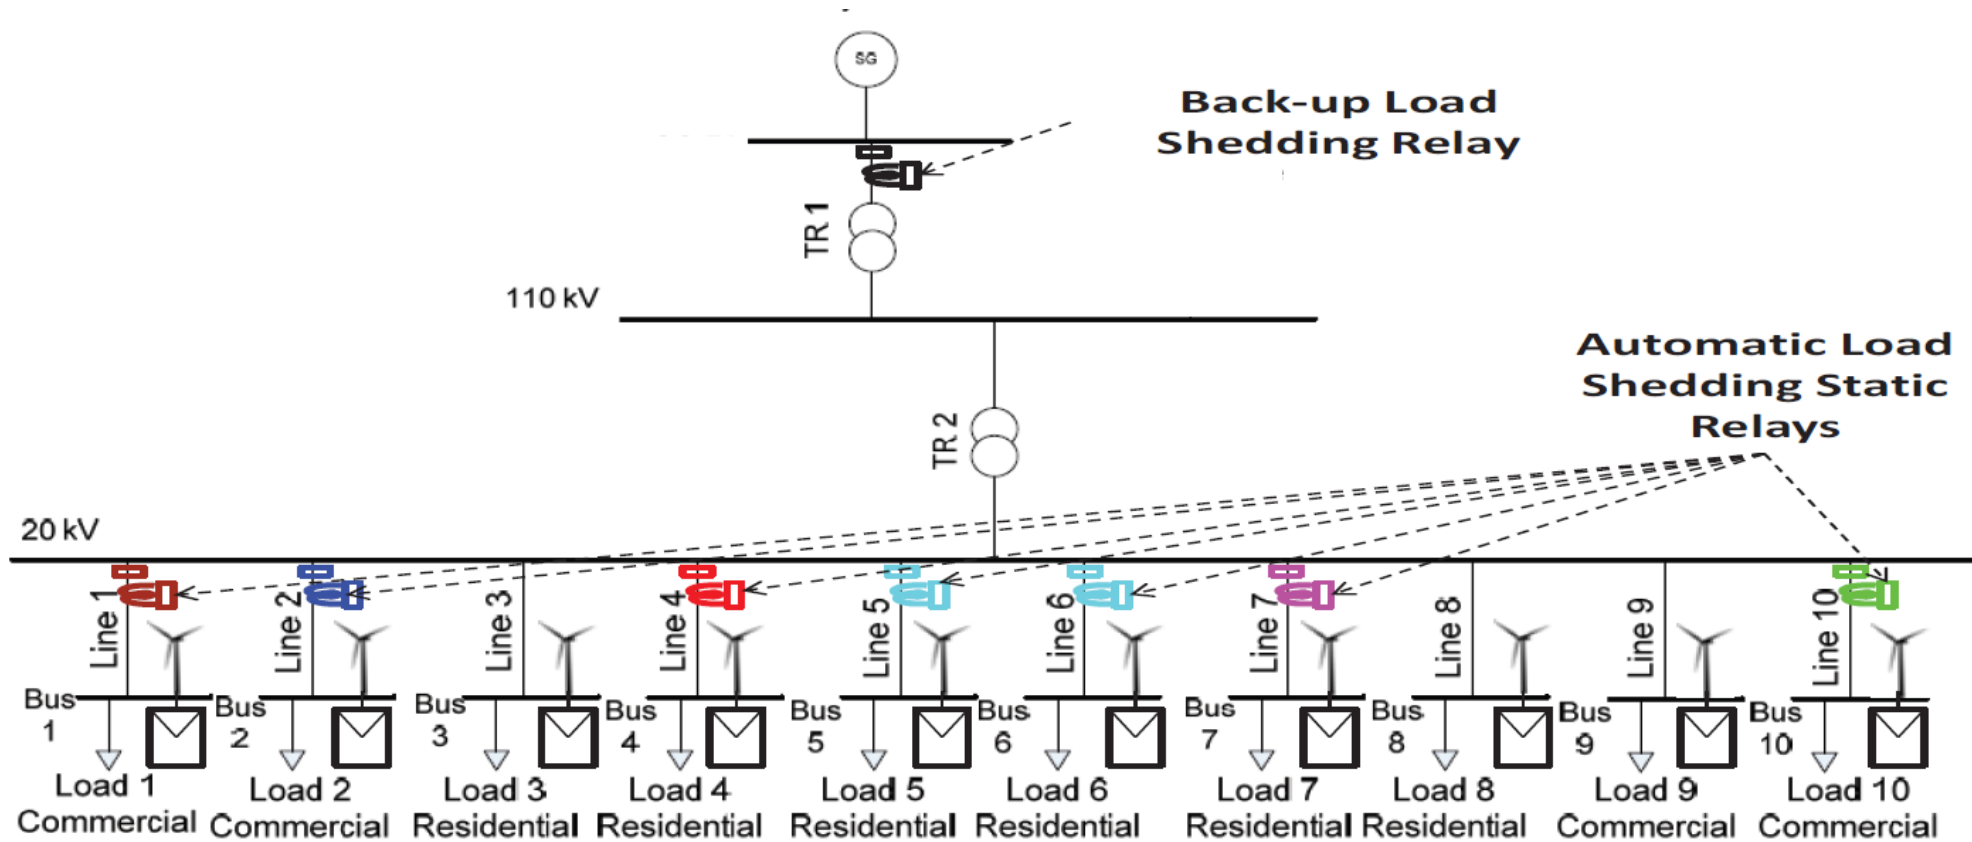 SG
Back-up Load
Shedding Relay
TR 1
110 kV
Automatic Load
Shedding Static
Relays
TR 2
20 kV
Line 1
Line 2
Line 3
Line 4
Line 5
Line 6
Line 7
Line 8
Line 9
Line 10
Bus
1
Bus
2
Bus
3
Bus
4
Bus
5
Bus
6
Bus
7
Bus
8
Bus
9
Bus
10
Load 1
Commercial
Load 2
Commercial
Load 3
Residential
Load 4
Residential
Load 5
Residential
Load 6
Residential
Load 7
Residential
Load 8
Residential
Load 9
Commercial
Load 10
Commercial